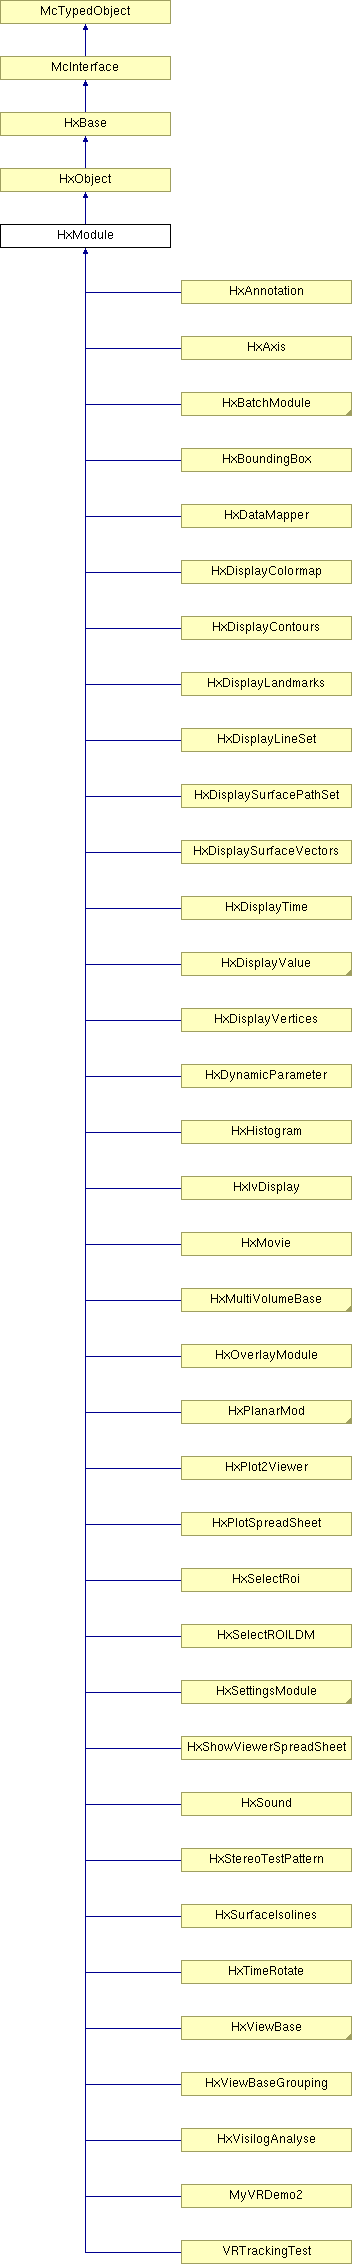 McTypedObject
McInterface
HxBase
HxObject
HxModule
HxAnnotation
HxAxis
HxBatchModule
HxBoundingBox
HxDataMapper
HxDisplayColormap
HxDisplayContours
HxDisplayLandmarks
HxDisplayLineSet
HxDisplaySurfacePathSet
HxDisplaySurfaceVectors
HxDisplayTime
HxDisplayValue
HxDisplayVertices
HxDynamicParameter
HxHistogram
HxIvDisplay
HxMovie
HxMultiVolumeBase
HxOverlayModule
HxPlanarMod
HxPlot2Viewer
HxPlotSpreadSheet
HxSelectRoi
HxSelectROILDM
HxSettingsModule
HxShowViewerSpreadSheet
HxSound
HxStereoTestPattern
HxSurfaceIsolines
HxTimeRotate
HxViewBase
HxViewBaseGrouping
HxVisilogAnalyse
MyVRDemo2
VRTrackingTest